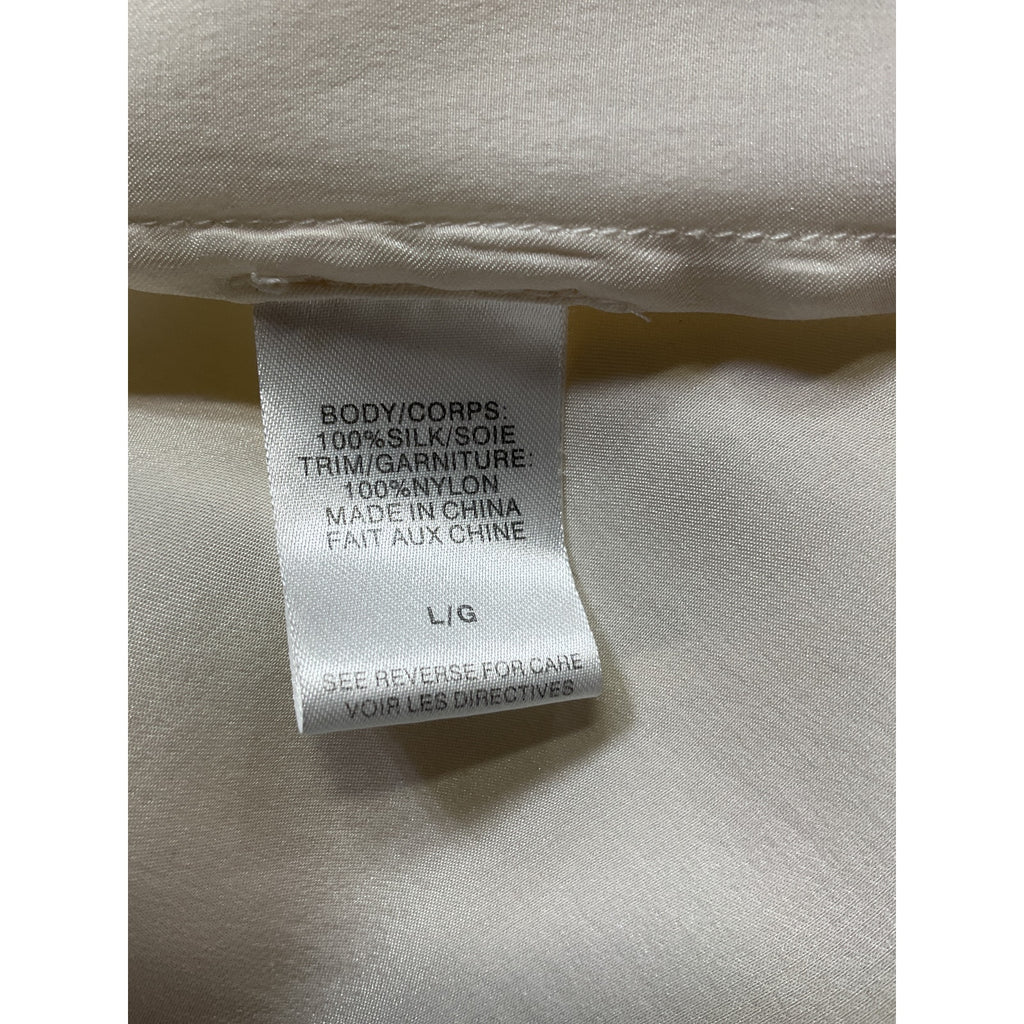 BODY/CORPS:
100%SILK/SOIE
TRIM/GARNITURE:
100%NYLON
MADE IN CHINA
FAIT AUX CHINE
L/G
SEE REVERSE FOR CARE
VOIR LES DIRECTIVES